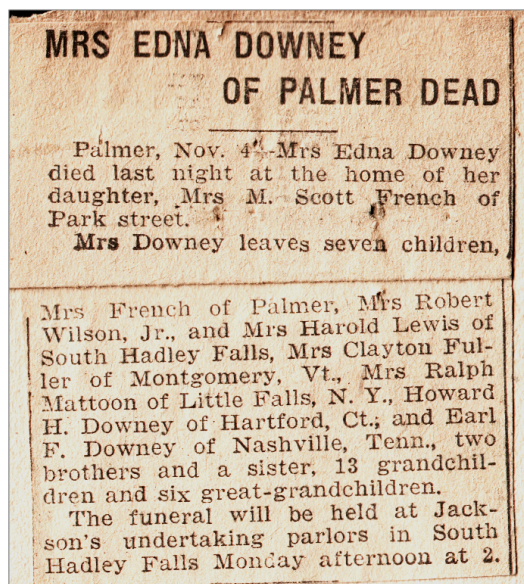 MRS EDNA DOWNEY
OF PALMER DEAD
Palmer, Nov. 4—Mrs Edna Downey
died last night at the home of her
daughter, Mrs M. Scott French of
Park street.
Mrs Downey leaves seven children,
Mrs French of Palmer, Mrs Robert
Wilson, Jr., and Mrs Harold Lewis of
South Hadley Falls, Mrs Clayton Ful-
ler of Montgomery, Vt., Mrs Ralph
Mattoon of Little Falls, N. Y., Howard
H. Downey of Hartford, Ct.; and Earl
F. Downey of Nashville, Tenn., two
brothers and a sister, 13 grandchil-
dren and six great-grandchildren.
The funeral will be held at Jack-
son's undertaking parlors in South
Hadley Falls Monday afternoon at 2.